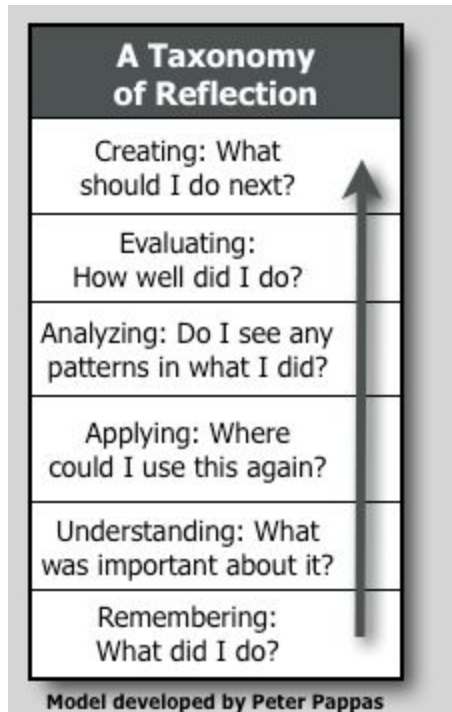 A Taxonomy
of Reflection
Creating: What
should I do next?
Evaluating:
How well did I do?
Analyzing: Do I see any
patterns in what I did?
Applying: Where
could I use this again?
Understanding: What
was important about it?
Remembering:
What did I do?
Model developed by Peter Pappas